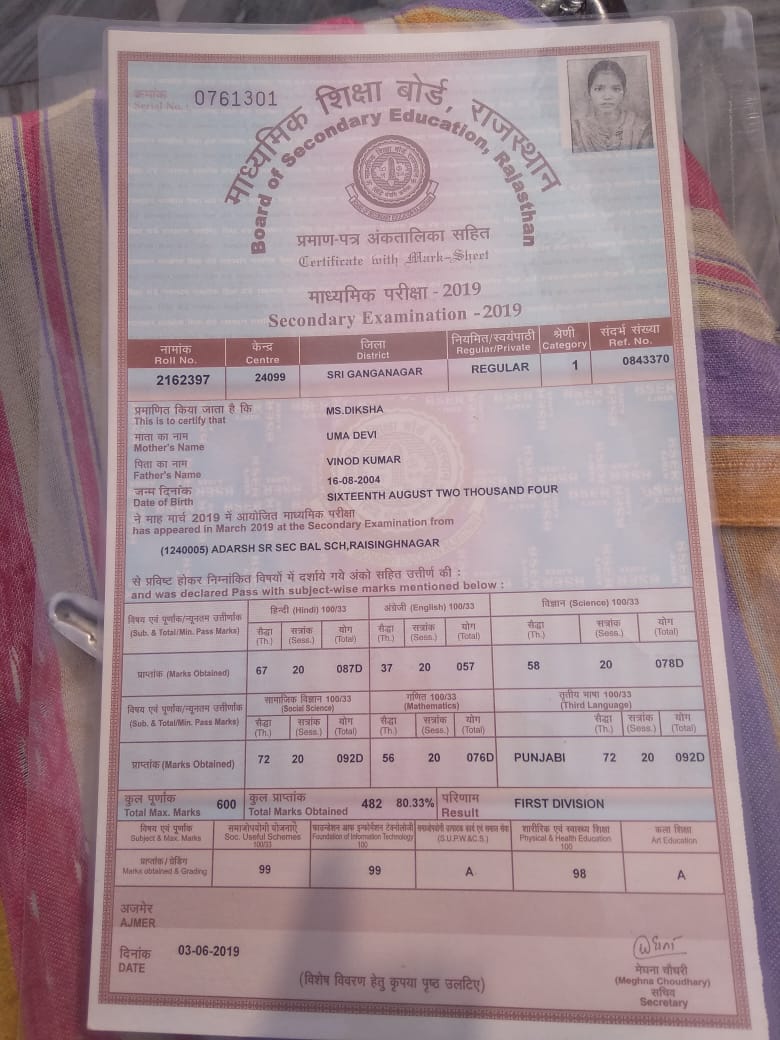 क्रमांक
Serial No. : 0761301
माध्यमिक शिक्षा बोर्ड, राजस्थान
Board of Secondary Education, Rajasthan
प्रमाण-पत्र अंकतालिका सहित
Certificate with Mark-Sheet
माध्यमिक परीक्षा - 2019
Secondary Examination - 2019
नामांक केन्द्र जिला नियमित/स्वयंपाठी श्रेणी संदर्भ संख्या
Roll No. Centre District Regular/Private Category Ref. No.
2162397 24099 SRI GANGANAGAR REGULAR 1 0843370
प्रमाणित किया जाता है कि MS.DIKSHA
This is to certify that
माता का नाम UMA DEVI
Mother's Name
पिता का नाम VINOD KUMAR
Father's Name
जन्म दिनांक 16-08-2004
Date of Birth SIXTEENTH AUGUST TWO THOUSAND FOUR
ने माह मार्च 2019 में आयोजित माध्यमिक परीक्षा
has appeared in March 2019 at the Secondary Examination from
(1240005) ADARSH SR SEC BAL SCH,RAISINGHNAGAR
से प्रविष्ट होकर निम्नांकित विषयों में दर्शाये गये अंको सहित उत्तीर्ण की :
and was declared Pass with subject-wise marks mentioned below :
विषय एवं पूर्णांक/न्यूनतम उत्तीर्णांक हिन्दी (Hindi) 100/33 अंग्रेजी (English) 100/33 विज्ञान (Science) 100/33
(Sub. & Total/Min. Pass Marks) सैद्धा सत्रांक योग सैद्धा सत्रांक योग सैद्धा सत्रांक योग
(Th.) (Sess.) (Total) (Th.) (Sess.) (Total) (Th.) (Sess.) (Total)
प्राप्तांक (Marks Obtained) 67 20 087D 37 20 057 58 20 078D
विषय एवं पूर्णांक/न्यूनतम उत्तीर्णांक सामाजिक विज्ञान 100/33 गणित 100/33 तृतीय भाषा 100/33
(Social Science) (Mathematics) (Third Language)
(Sub. & Total/Min. Pass Marks) सैद्धा सत्रांक योग सैद्धा सत्रांक योग सैद्धा सत्रांक योग
(Th.) (Sess.) (Total) (Th.) (Sess.) (Total) (Th.) (Sess.) (Total)
प्राप्तांक (Marks Obtained) 72 20 092D 56 20 076D PUNJABI 72 20 092D
कुल पूर्णांक कुल प्राप्तांक परिणाम
Total Max. Marks 600 Total Marks Obtained 482 80.33% Result FIRST DIVISION
विषय एवं पूर्णांक समाजोपयोगी योजनाऐं फाउन्डेशन आफ इन्फोर्मेशन टेक्नोलोजी समाजोपयोगी उत्पादक कार्य एवं समाज सेवा शारीरिक एवं स्वास्थ्य शिक्षा कला शिक्षा
Subject & Max. Marks Soc. Useful Schemes Foundation of Information Technology (S.U.P.W.&C.S.) Physical & Health Education Art Education
100/33 100 100
प्राप्तांक/ ग्रेडिंग 99 99 A 98 A
Marks obtained & Grading
अजमेर
AJMER
दिनांक 03-06-2019
DATE
(विशेष विवरण हेतु कृपया पृष्ठ उलटिए)
मेघना चौधरी
(Meghna Choudhary)
सचिव
Secretary